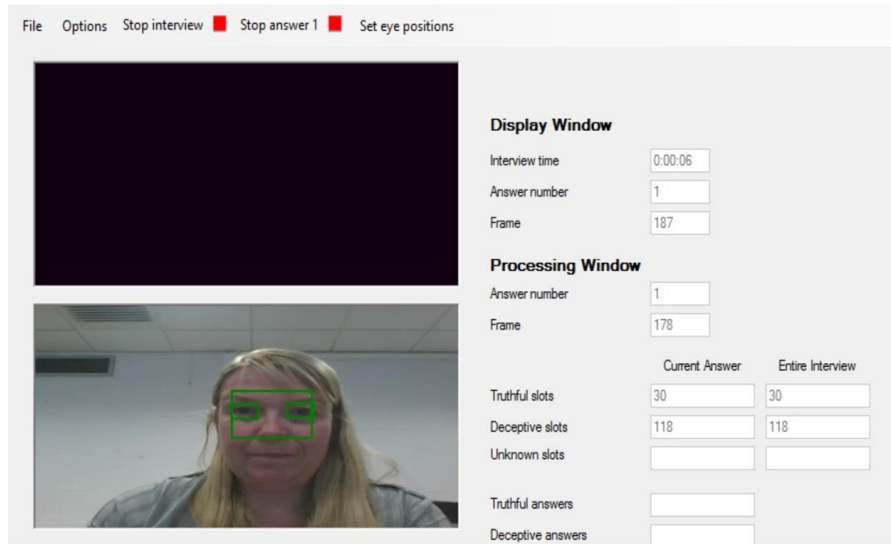 File Options Stop interview Stop answer 1 Set eye positions
Display Window
Interview time 0:00:06
Answer number 1
Frame 187
Processing Window
Answer number 1
Frame 178
Current Answer Entire Interview
Truthful slots 30 30
Deceptive slots 118 118
Unknown slots
Truthful answers
Deceptive answers